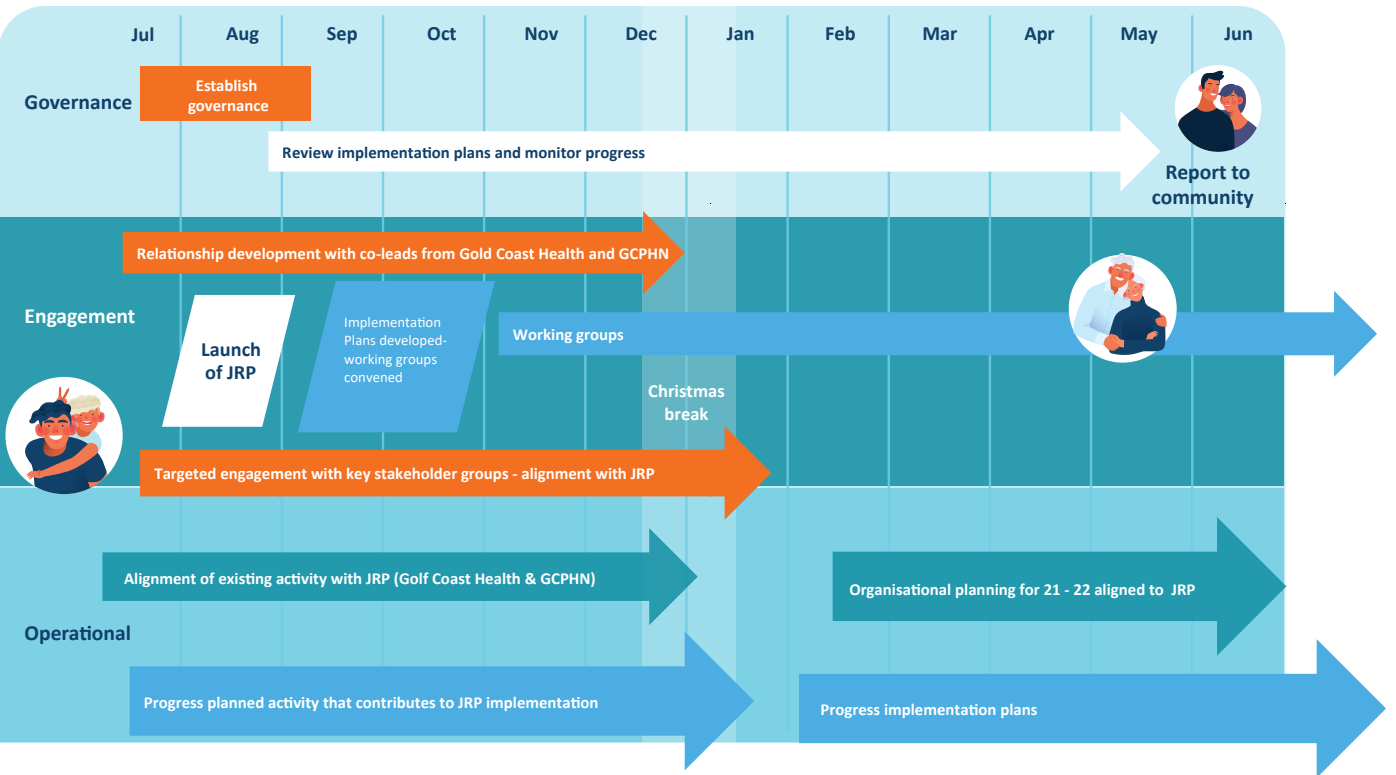 Jul Aug Sep Oct Nov Dec Jan Feb Mar Apr May Jun
Governance
Establish
governance
Review implementation plans and monitor progress
Report to
community
Engagement
Relationship development with co-leads from Gold Coast Health and GCPHN
Launch
of JRP
Implementation
Plans developed-
working groups
convened
Working groups
Christmas
break
Targeted engagement with key stakeholder groups - alignment with JRP
Operational
Alignment of existing activity with JRP (Golf Coast Health & GCPHN)
Organisational planning for 21 - 22 aligned to JRP
Progress planned activity that contributes to JRP implementation
Progress implementation plans